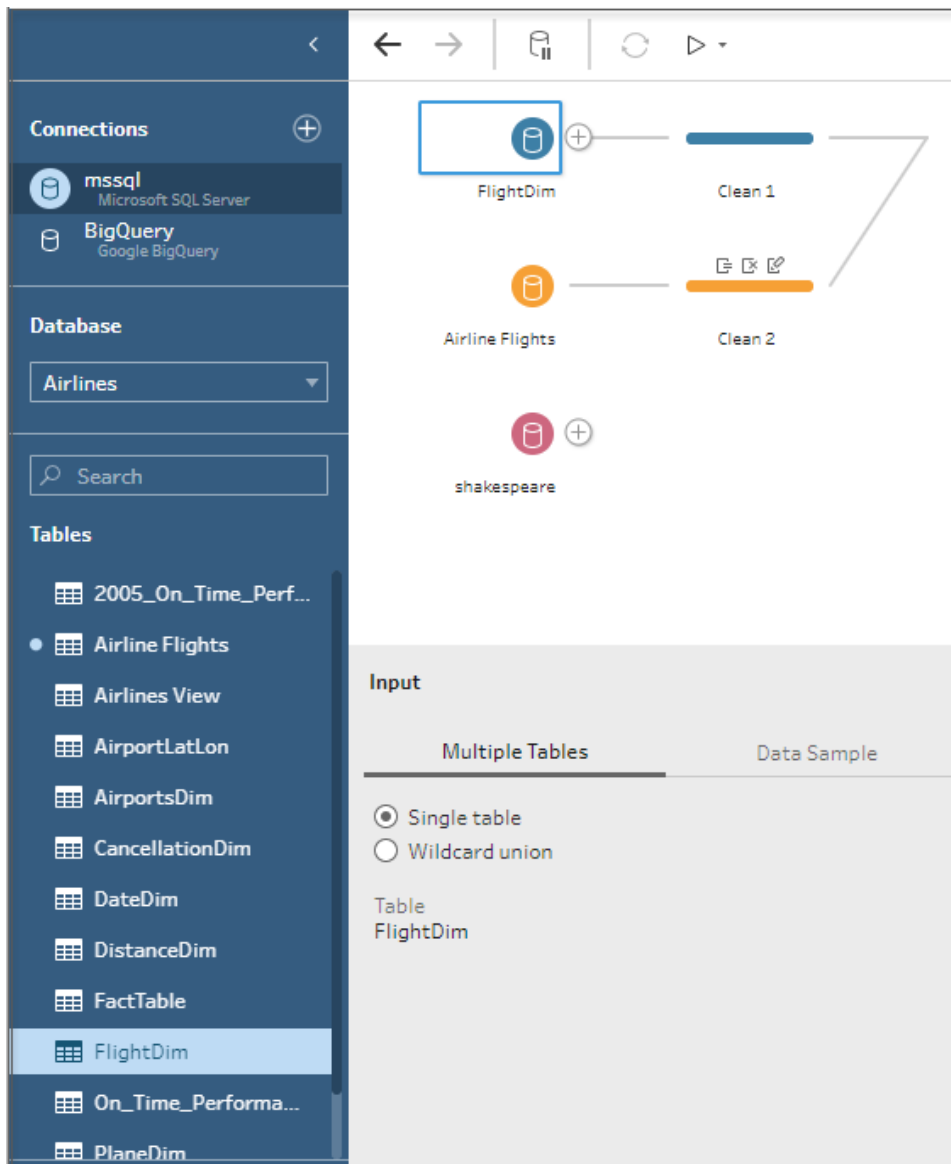 Connections
mssql
Microsoft SQL Server
BigQuery
Google BigQuery
Database
Airlines
Search
Tables
2005_On_Time_Perf...
Airline Flights
Airlines View
AirportLatLon
AirportsDim
CancellationDim
DateDim
DistanceDim
FactTable
FlightDim
On_Time_Performa...
PlaneDim
FlightDim
Clean 1
Airline Flights
Clean 2
shakespeare
Input
Multiple Tables
Data Sample
Single table
Wildcard union
Table
FlightDim